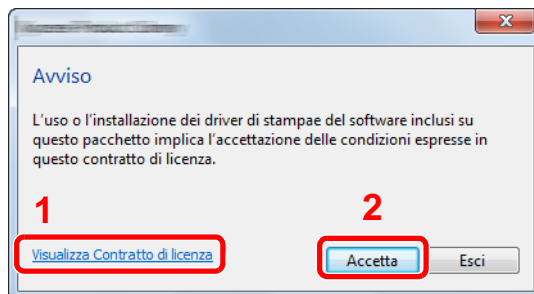 Avviso
L'uso o l'installazione dei driver di stampae del software inclusi su
questo pacchetto implica l'accettazione delle condizioni espresse in
questo contratto di licenza.
1
2
Visualizza Contratto di licenza
Accetta
Esci